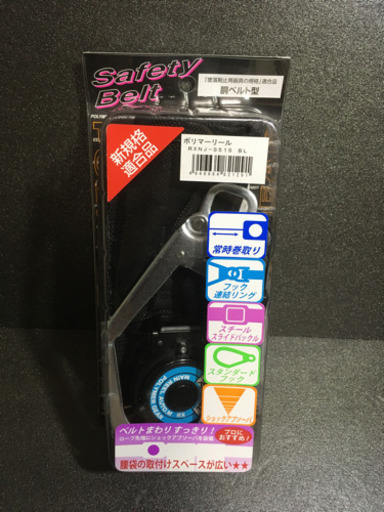 Safety
Belt
「墜落制止用器具の規格」適合品
胴ベルト型
新規格
適合品
ポリマーリール
常時巻取り
フック
連結リング
スチール
スライドバックル
スタンダード
フック
ショックアブソーバ
ベルトまわり すっきり！
ロープ先端にショックアブソーバを装備
プロに
おすすめ！
腰袋の取付けスペースが広い★★